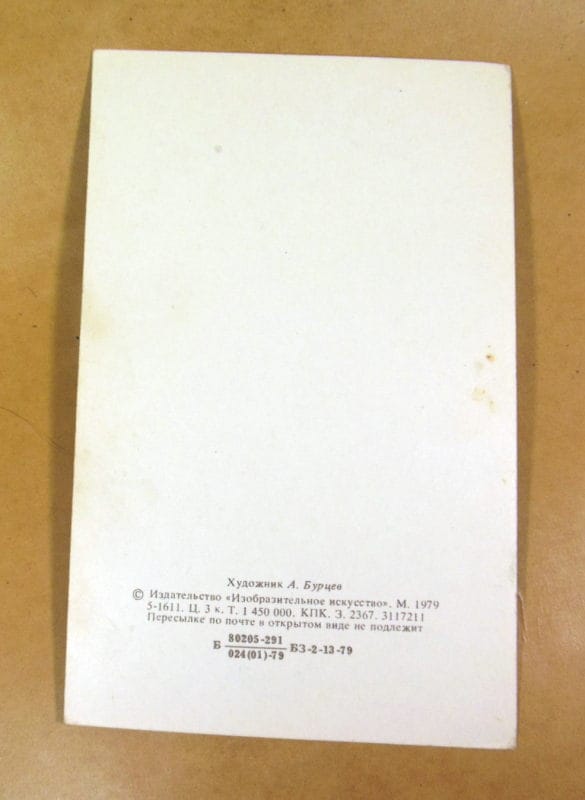 Художник А. Бурцев
© Издательство «Изобразительное искусство». М. 1979
5-1611. Ц. 3 к. Т. 1 450 000. КПК. З. 2367. 3117211
Пересылке по почте в открытом виде не подлежит
Б 80205-291 БЗ-2-13-79
024(01)-79